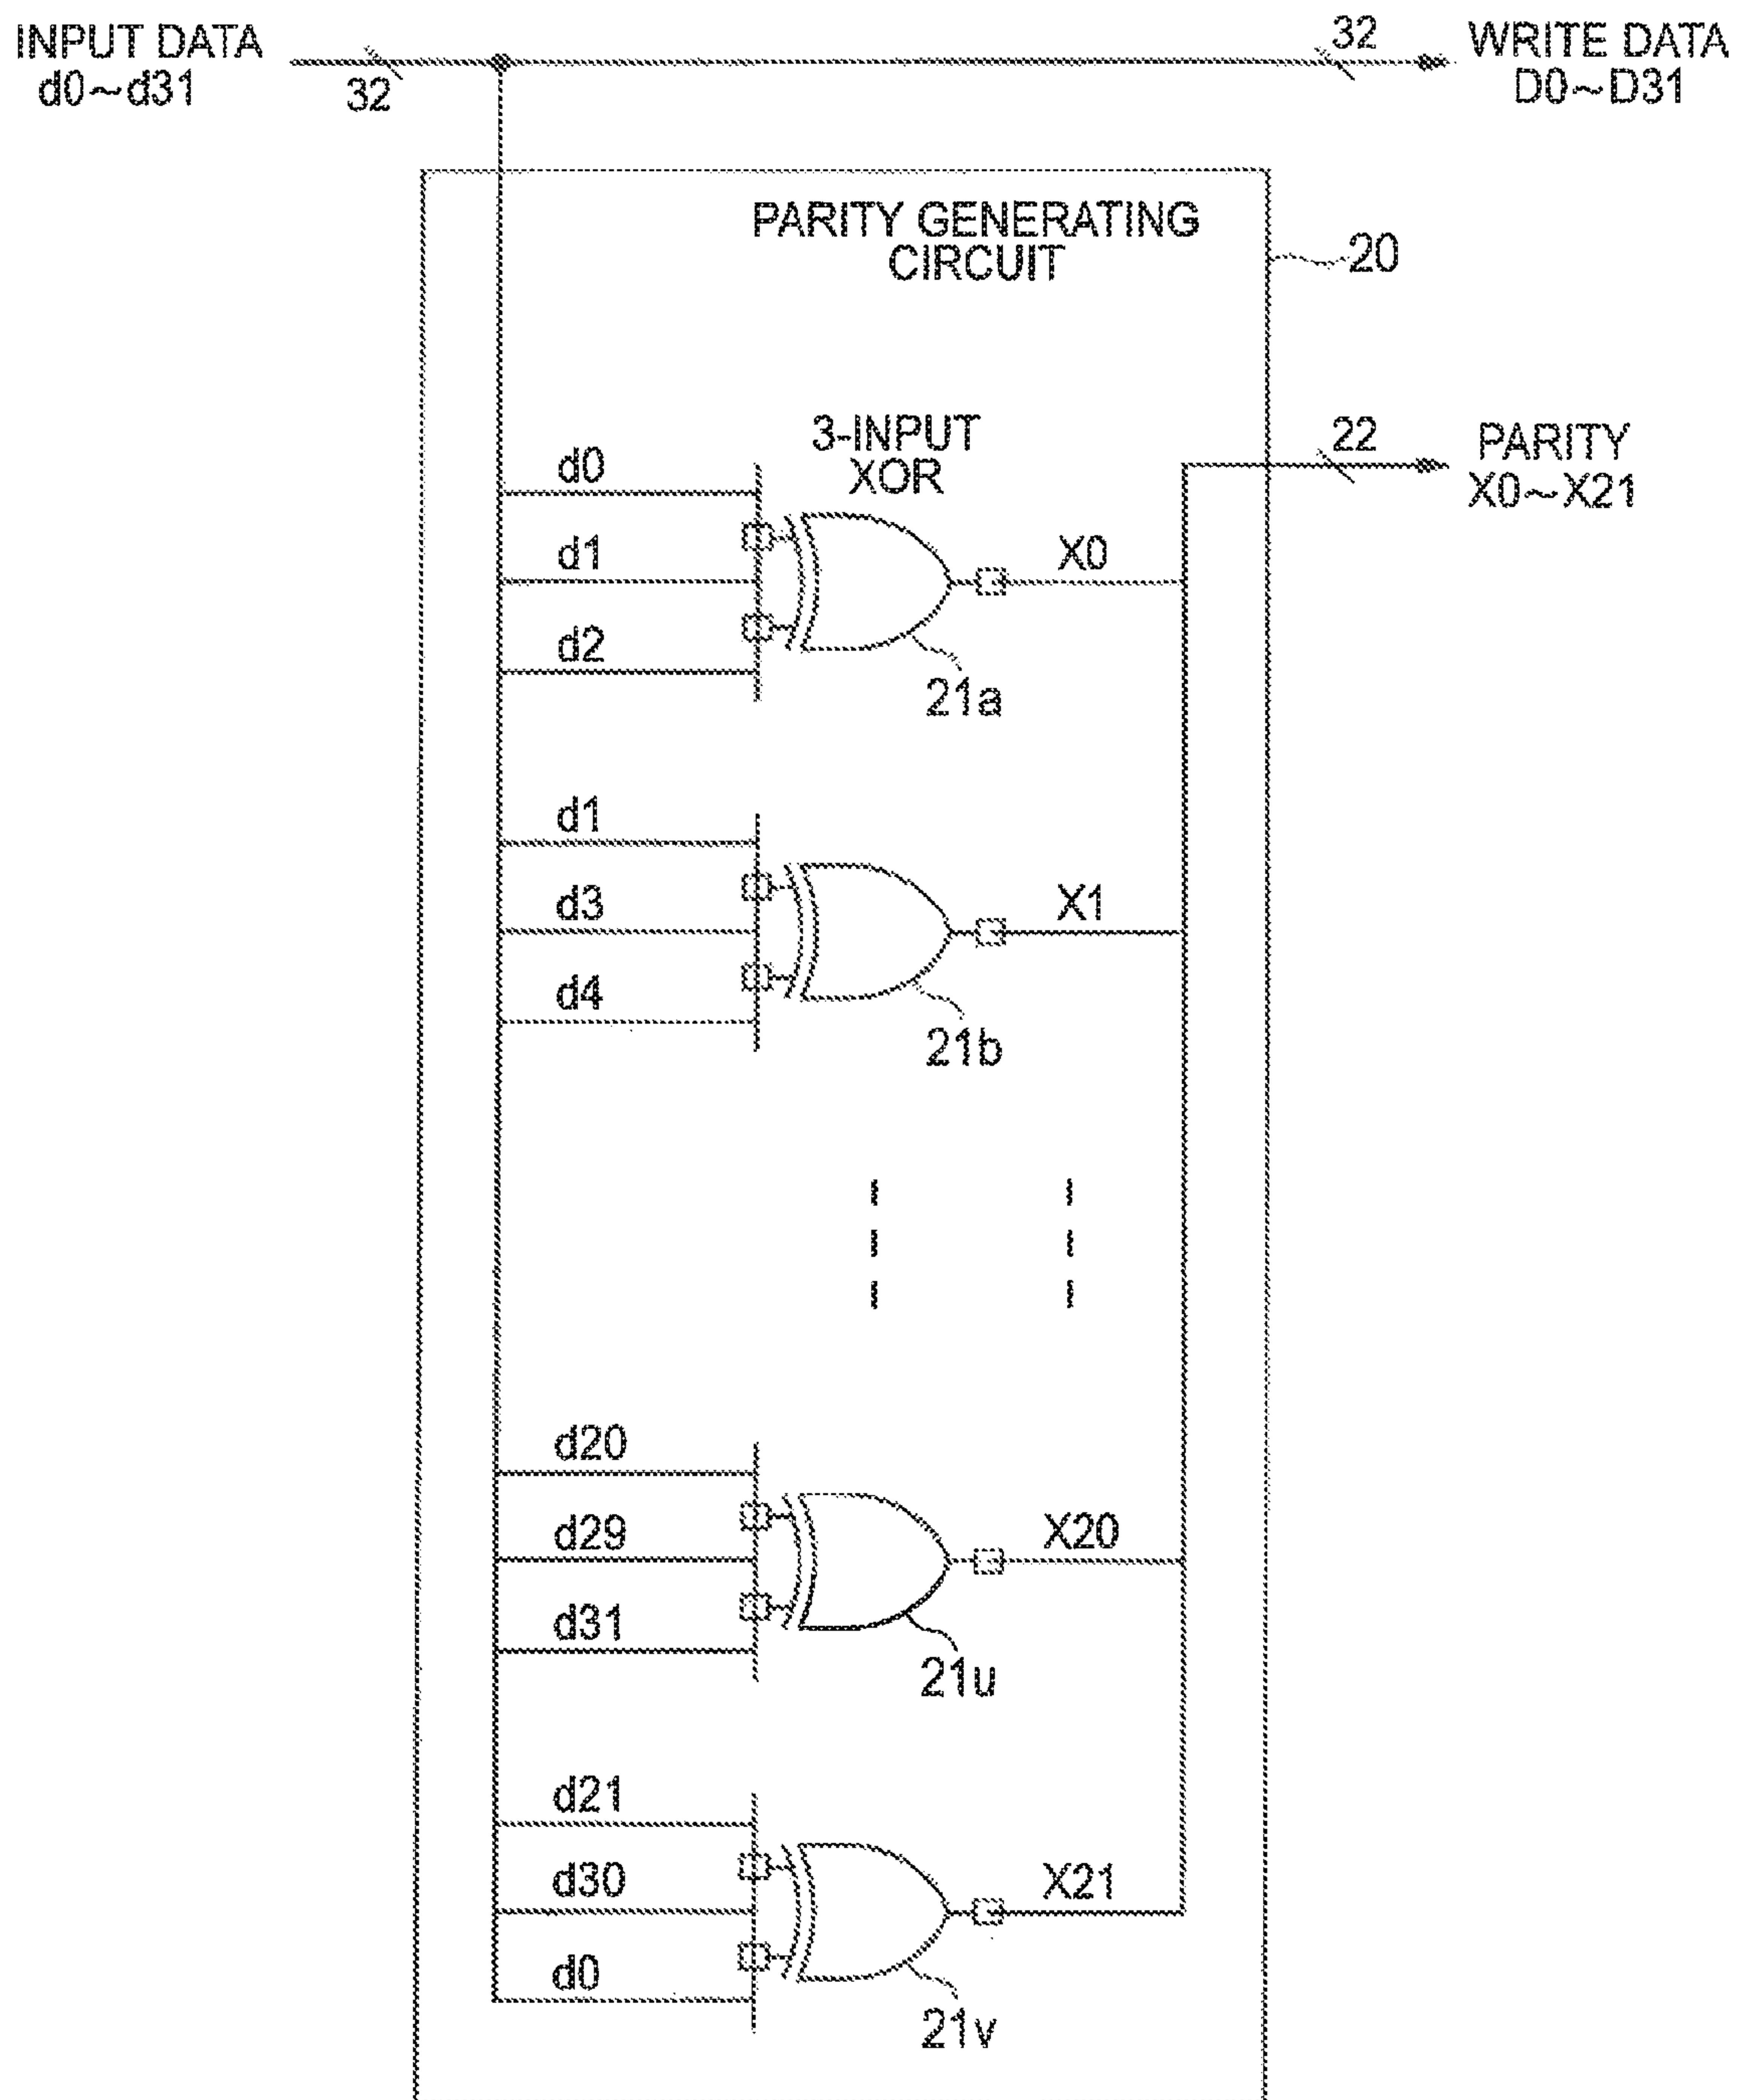 INPUT DATA
d0~d31
32
32
WRITE DATA
D0~D31
PARITY GENERATING
CIRCUIT
20
3-INPUT
XOR
22
PARITY
X0~X21
d0
d1
d2
X0
21a
d1
d3
d4
X1
21b
d20
d29
d31
X20
21u
d21
d30
d0
X21
21v